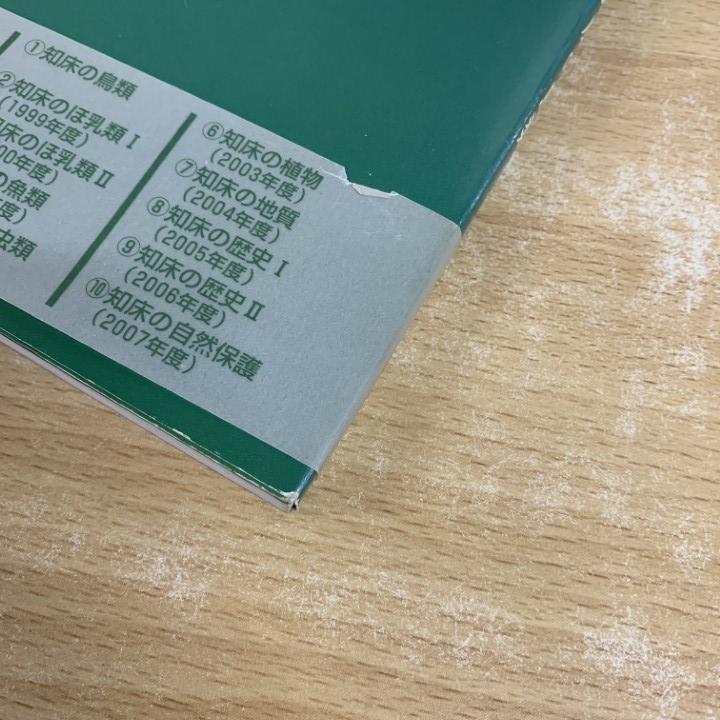 ①知床の鳥類
②知床のほ乳類Ⅰ
(1999年度)
知床のほ乳類Ⅱ
00年度)
の魚類
度)
虫類
⑥知床の植物
(2003年度)
⑦知床の地質
(2004年度)
⑧知床の歴史Ⅰ
(2005年度)
⑨知床の歴史Ⅱ
(2006年度)
⑩知床の自然保護
(2007年度)